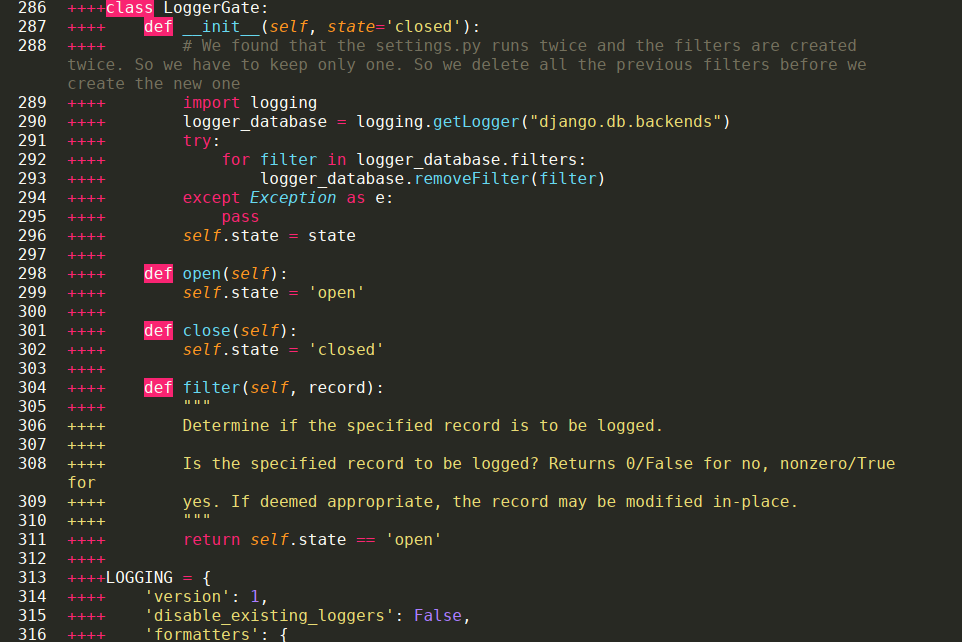 286 ++++class LoggerGate:
287 ++++    def __init__(self, state='closed'):
288 ++++        # We found that the settings.py runs twice and the filters are created
twice. So we have to keep only one. So we delete all the previous filters before we
create the new one
289 ++++        import logging
290 ++++        logger_database = logging.getLogger("django.db.backends")
291 ++++        try:
292 ++++            for filter in logger_database.filters:
293 ++++                logger_database.removeFilter(filter)
294 ++++        except Exception as e:
295 ++++            pass
296 ++++        self.state = state
297 ++++
298 ++++    def open(self):
299 ++++        self.state = 'open'
300 ++++
301 ++++    def close(self):
302 ++++        self.state = 'closed'
303 ++++
304 ++++    def filter(self, record):
305 ++++        """
306 ++++        Determine if the specified record is to be logged.
307 ++++
308 ++++        Is the specified record to be logged? Returns 0/False for no, nonzero/True
for
309 ++++        yes. If deemed appropriate, the record may be modified in-place.
310 ++++        """
311 ++++        return self.state == 'open'
312 ++++
313 ++++LOGGING = {
314 ++++    'version': 1,
315 ++++    'disable_existing_loggers': False,
316 ++++    'formatters': {